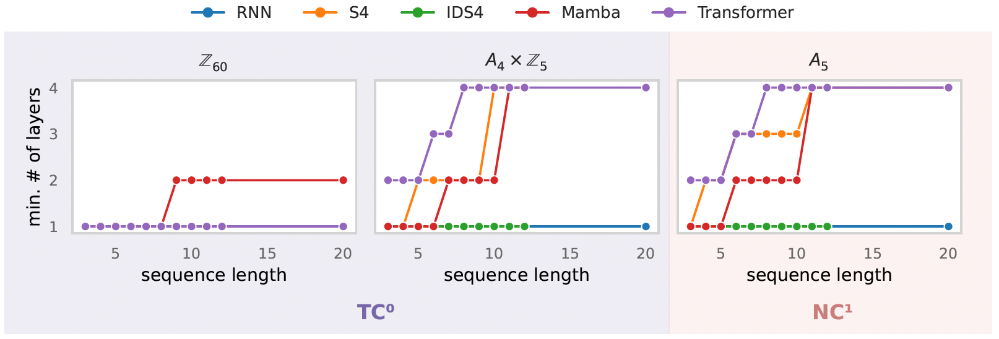 RNN S4 IDS4 Mamba Transformer
ℤ₆₀ A₄ × ℤ₅ A₅
min. # of layers
4
3
2
1
5 10 15 20 5 10 15 20 5 10 15 20
sequence length sequence length sequence length
TC⁰ NC¹